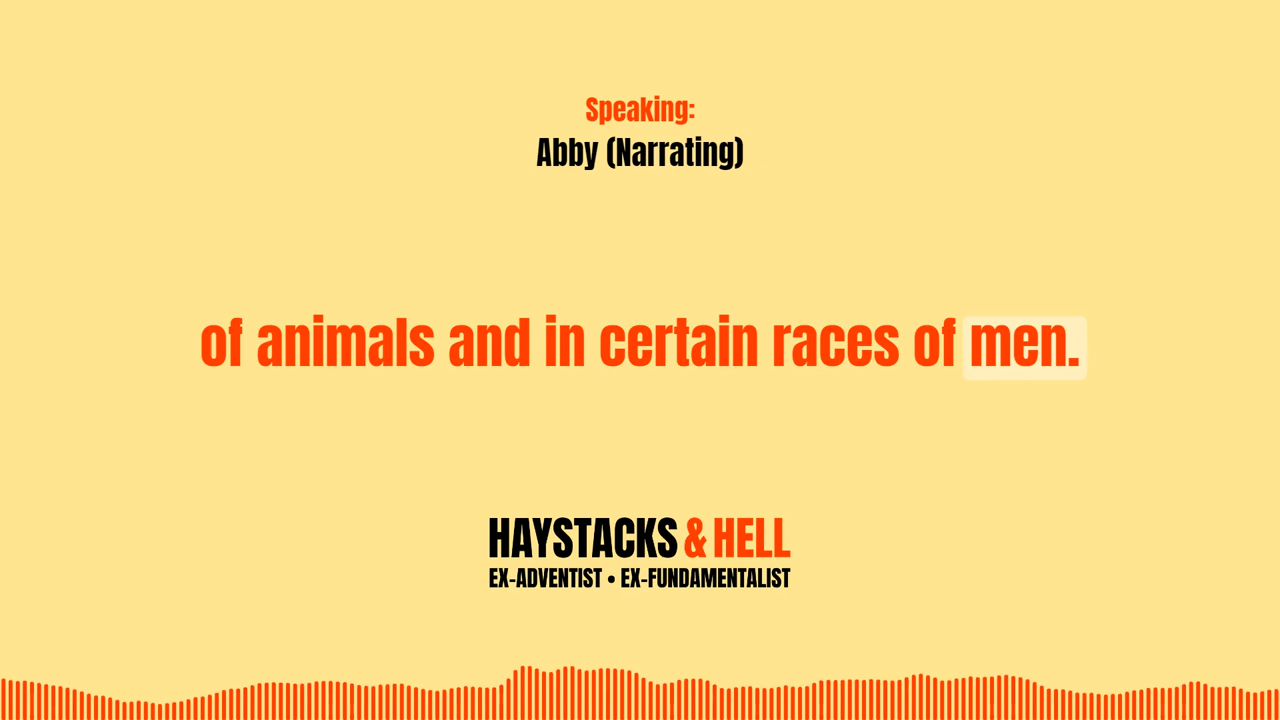 Speaking:
Abby (Narrating)
of animals and in certain races of men.
HAYSTACKS & HELL
EX-ADVENTIST • EX-FUNDAMENTALIST